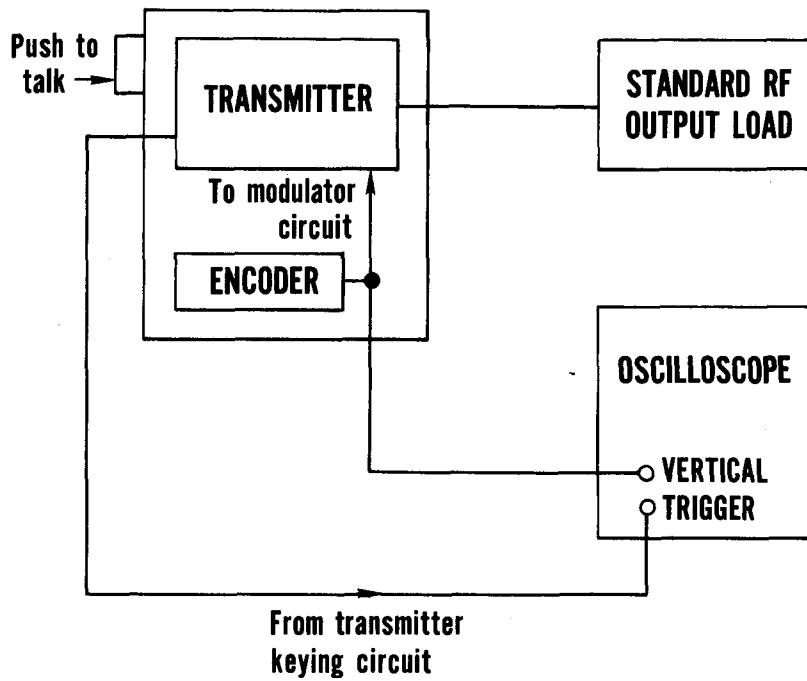 Push to
talk
TRANSMITTER
STANDARD RF
OUTPUT LOAD
To modulator
circuit
ENCODER
OSCILLOSCOPE
VERTICAL
TRIGGER
From transmitter
keying circuit